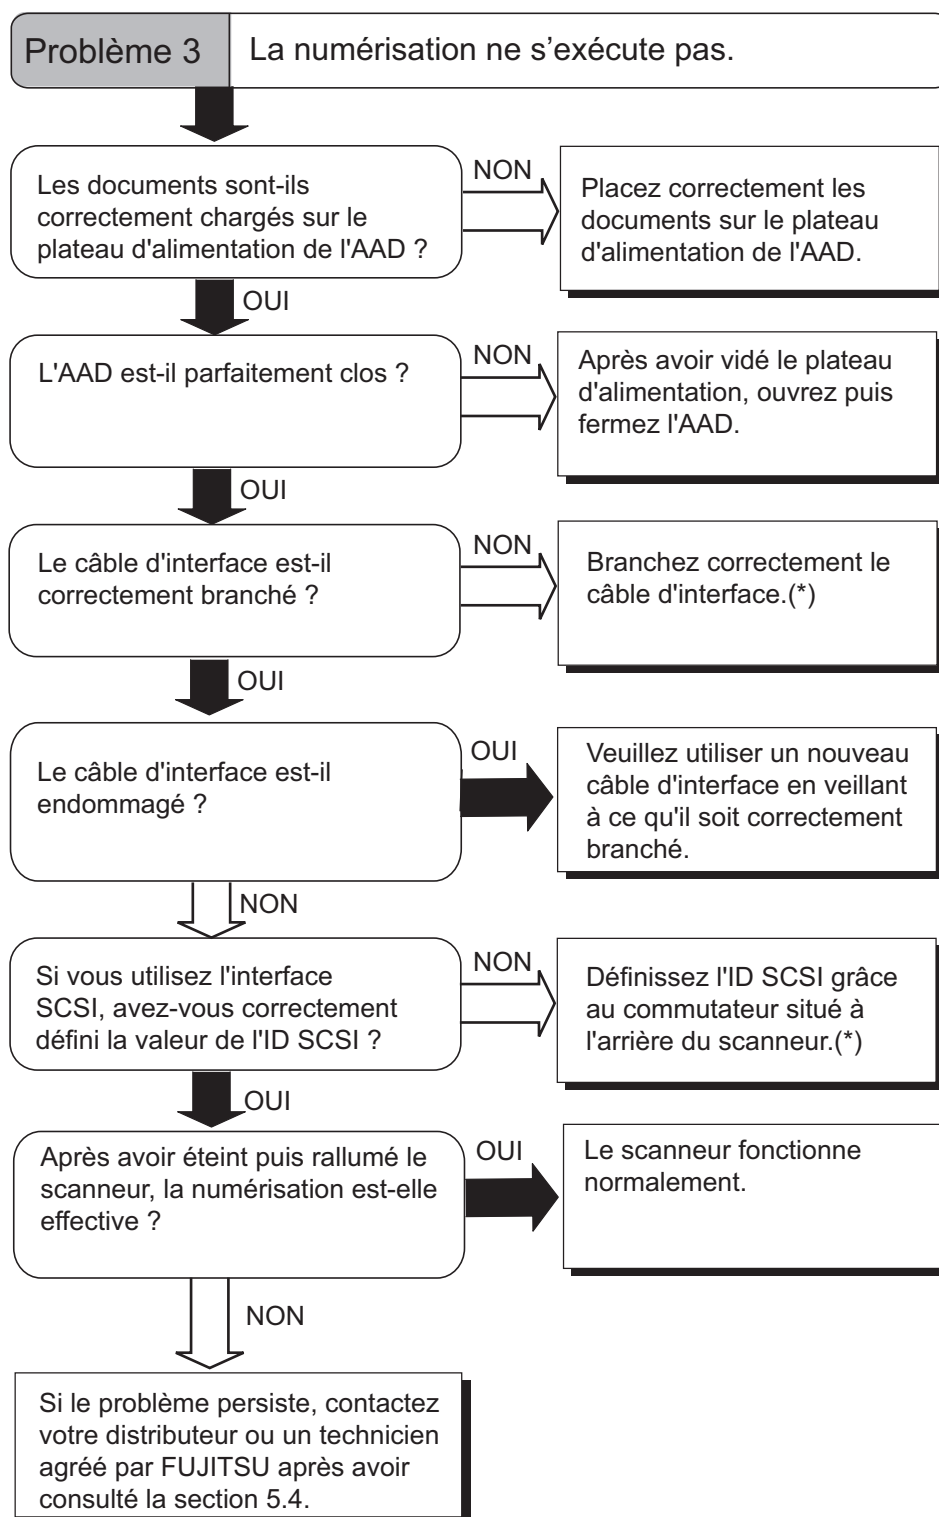 Problème 3
La numérisation ne s'exécute pas.
Les documents sont-ils
correctement chargés sur le
plateau d'alimentation de l'AAD ?
NON
Placez correctement les
documents sur le plateau
d'alimentation de l'AAD.
OUI
L'AAD est-il parfaitement clos ?
NON
Après avoir vidé le plateau
d'alimentation, ouvrez puis
fermez l'AAD.
OUI
Le câble d'interface est-il
correctement branché ?
NON
Branchez correctement le
câble d'interface.(*)
OUI
Le câble d'interface est-il
endommagé ?
OUI
Veuillez utiliser un nouveau
câble d'interface en veillant
à ce qu'il soit correctement
branché.
NON
Si vous utilisez l'interface
SCSI, avez-vous correctement
défini la valeur de l'ID SCSI ?
NON
Définissez l'ID SCSI grâce
au commutateur situé à
l'arrière du scanneur.(*)
OUI
Après avoir éteint puis rallumé le
scanneur, la numérisation est-elle
effective ?
OUI
Le scanneur fonctionne
normalement.
NON
Si le problème persiste, contactez
votre distributeur ou un technicien
agréé par FUJITSU après avoir
consulté la section 5.4.